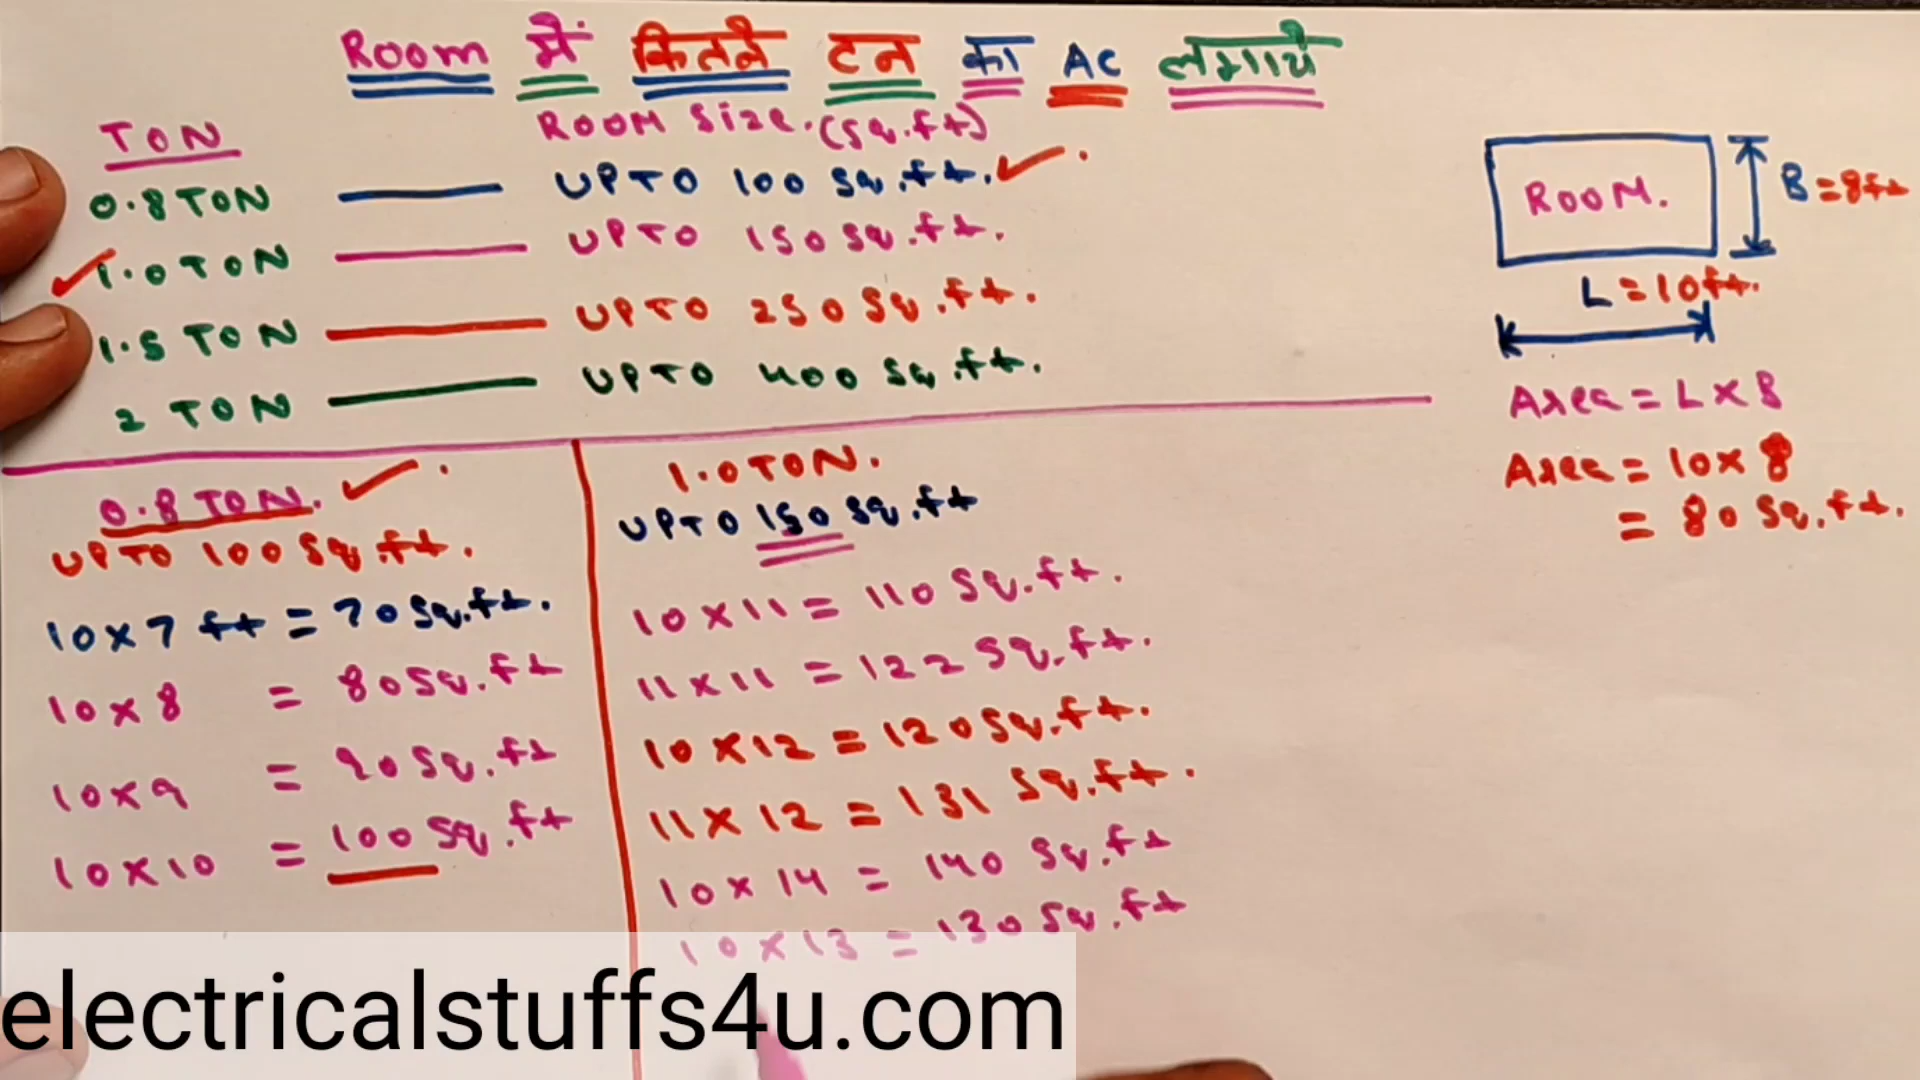 Room में कितने टन का AC लगाये
TON
ROOM Size.(Sq.ft)
0.8 TON
UPTO 100 Sq.ft.
1.0 TON
UPTO 150 Sq.ft.
1.5 TON
UPTO 250 Sq.ft.
2 TON
UPTO 400 Sq.ft.
ROOM.
B = 8ft
L = 10ft.
Area = L X B
Area = 10 x 8
= 80 Sq.ft.
0.8 TON.
UPTO 100 Sq.ft.
10 x 7 ft = 70 Sq.ft.
10 x 8 = 80 Sq.ft
10 x 9 = 90 Sq.ft
10 x 10 = 100 Sq.ft
1.0 TON.
UPTO 150 Sq.ft
10 x 11 = 110 Sq.ft.
11 x 11 = 122 Sq.ft.
10 x 12 = 120 Sq.ft.
11 x 12 = 131 Sq.ft.
10 x 14 = 140 Sq.ft
10 x 13 = 130 Sq.ft
electricalstuffs4u.com